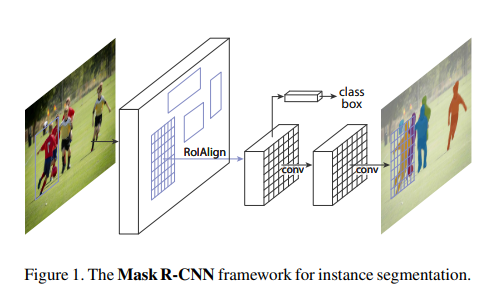 class
box
RoIAlign
conv
conv
Figure 1. The Mask R-CNN framework for instance segmentation.